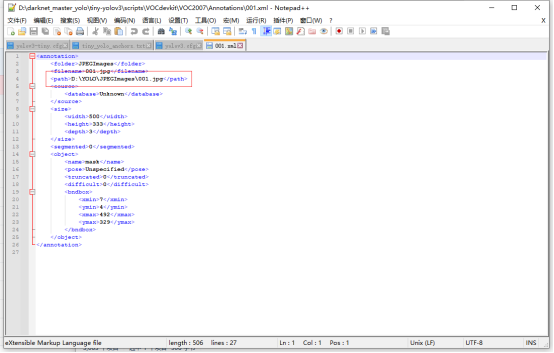 D:\darknet_master_yolo\tiny-yolov3\scripts\VOCdevkit\VOC2007\Annotations\001.xml - Notepad++
文件(F) 编辑(E) 搜索(S) 视图(V) 编码(N) 语言(L) 设置(T) 工具(O) 宏(M) 运行(R) 插件(P) 窗口(W) ?
X
yolov3-tiny.cfg tiny_yolo_workers.txt yolov3.cfg 001.xml
1 <annotation>
2 <folder>JPEGImages</folder>
3 <filename>001.jpg</filename>
4 <path>D:\YOLO\JPEGImages\001.jpg</path>
5 <source>
6 <database>Unknown</database>
7 </source>
8 <size>
9 <width>500</width>
10 <height>333</height>
11 <depth>3</depth>
12 </size>
13 <segmented>0</segmented>
14 <object>
15 <name>mask</name>
16 <pose>Unspecified</pose>
17 <truncated>0</truncated>
18 <difficult>0</difficult>
19 <bndbox>
20 <xmin>7</xmin>
21 <ymin>4</ymin>
22 <xmax>492</xmax>
23 <ymax>329</ymax>
24 </bndbox>
25 </object>
26 </annotation>
27
eXtensible Markup Language file length : 506 lines : 27 Ln : 1 Col : 1 Pos : 1 Unix (LF) UTF-8 INS